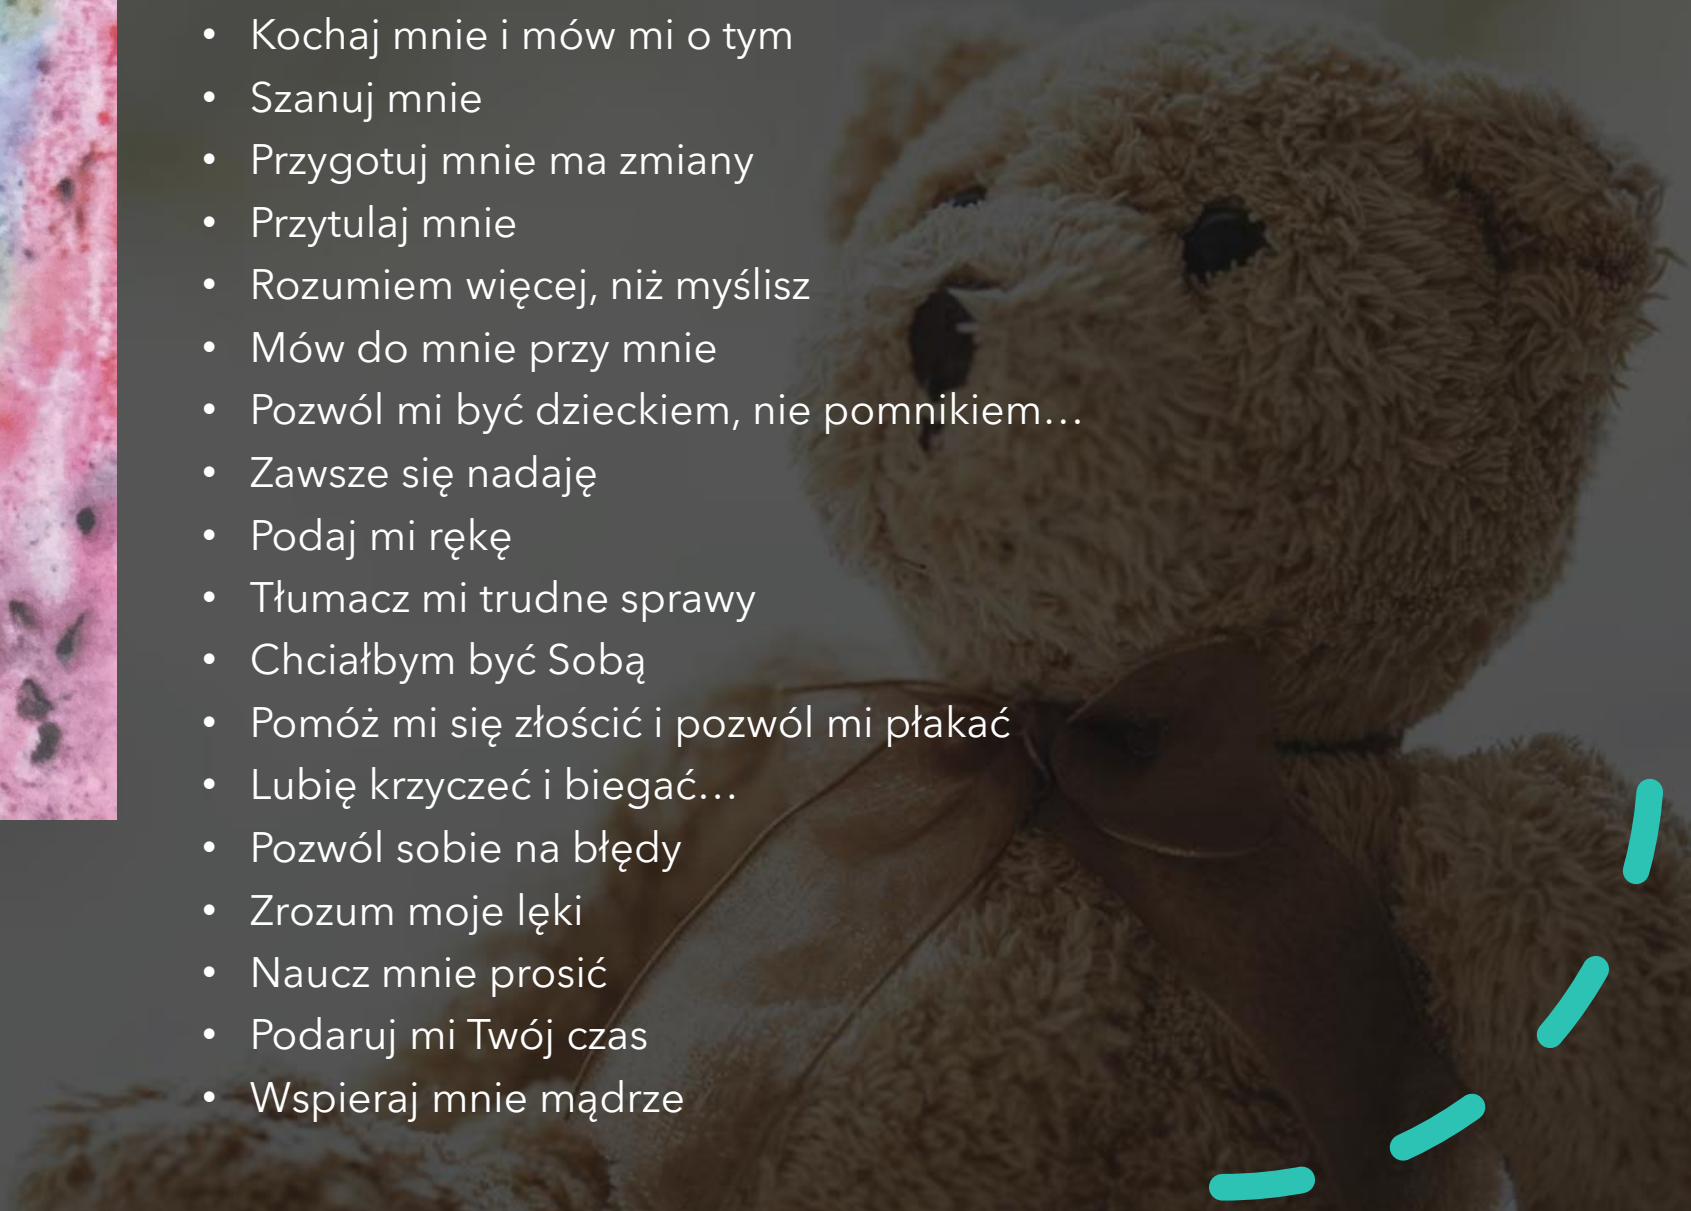 • Kochaj mnie i mów mi o tym
• Szanuj mnie
• Przygotuj mnie ma zmiany
• Przytulaj mnie
• Rozumiem więcej, niż myślisz
• Mów do mnie przy mnie
• Pozwól mi być dzieckiem, nie pomnikiem…
• Zawsze się nadaję
• Podaj mi rękę
• Tłumacz mi trudne sprawy
• Chciałbym być Sobą
• Pomóż mi się złościć i pozwól mi płakać
• Lubię krzyczeć i biegać…
• Pozwól sobie na błędy
• Zrozum moje lęki
• Naucz mnie prosić
• Podaruj mi Twój czas
• Wspieraj mnie mądrze